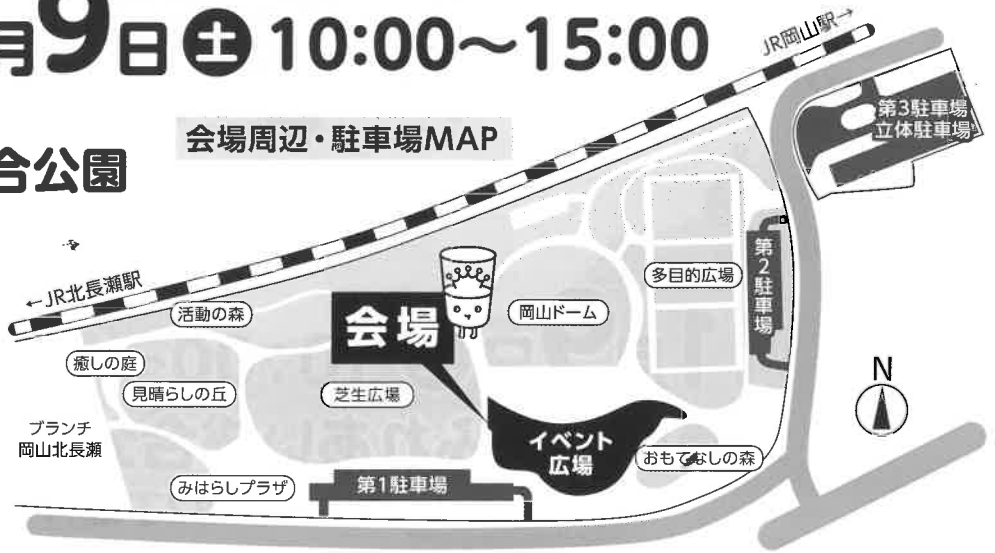 月9日土 10:00〜15:00
JR岡山駅→
会場周辺・駐車場MAP
合公園
第3駐車場
立体駐車場
←JR北長瀬駅
活動の森
会場
岡山ドーム
多目的広場
第2駐車場
癒しの庭
見晴らしの丘
芝生広場
N
ブランチ
岡山北長瀬
イベント
広場
おもてなしの森
みはらしプラザ
第1駐車場